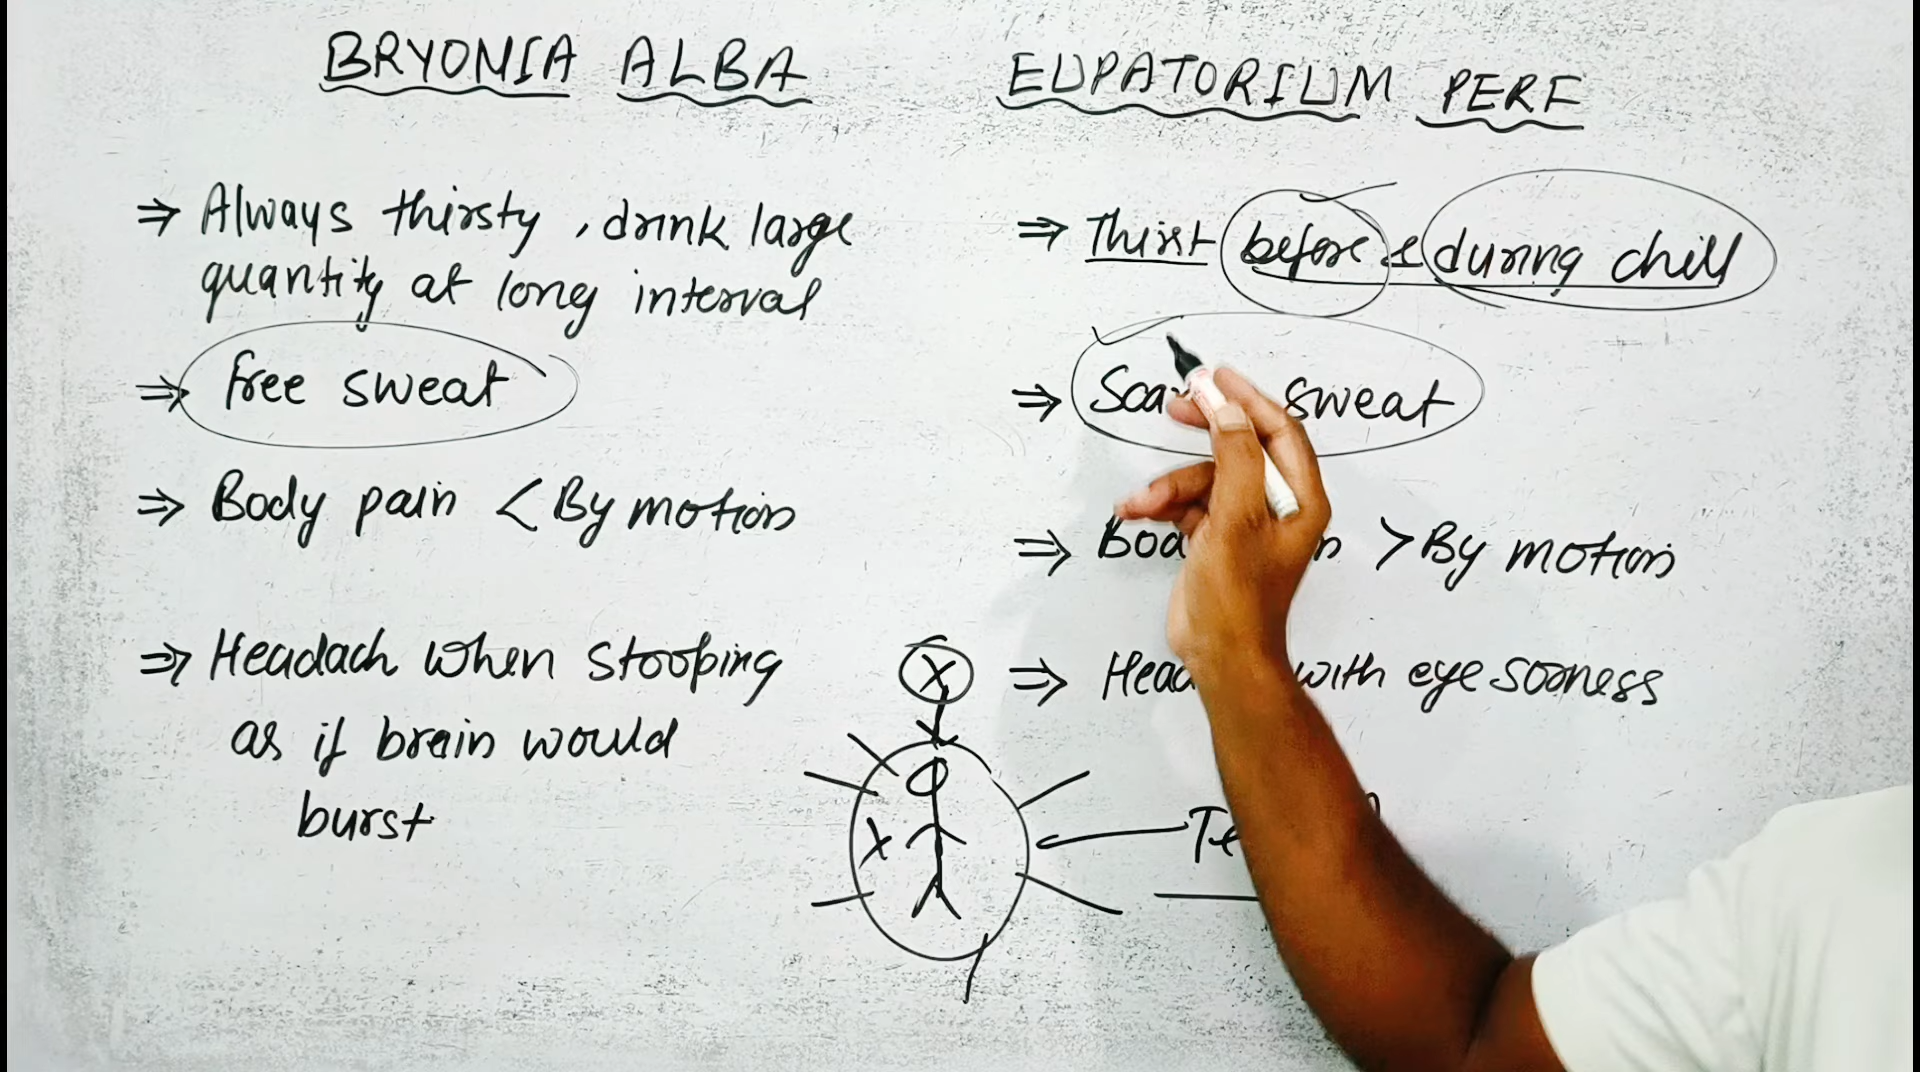 BRYONIA ALBA
⇒ Always thirsty, drink large
quantity at long interval
⇒ Free sweat
⇒ Body pain < By motion
⇒ Headach when stooping
as if brain would
burst
EUPATORIUM PERF
⇒ Thirst before & during chill
⇒ sweat
⇒ > By motion
⇒ with eye soreness
X
X